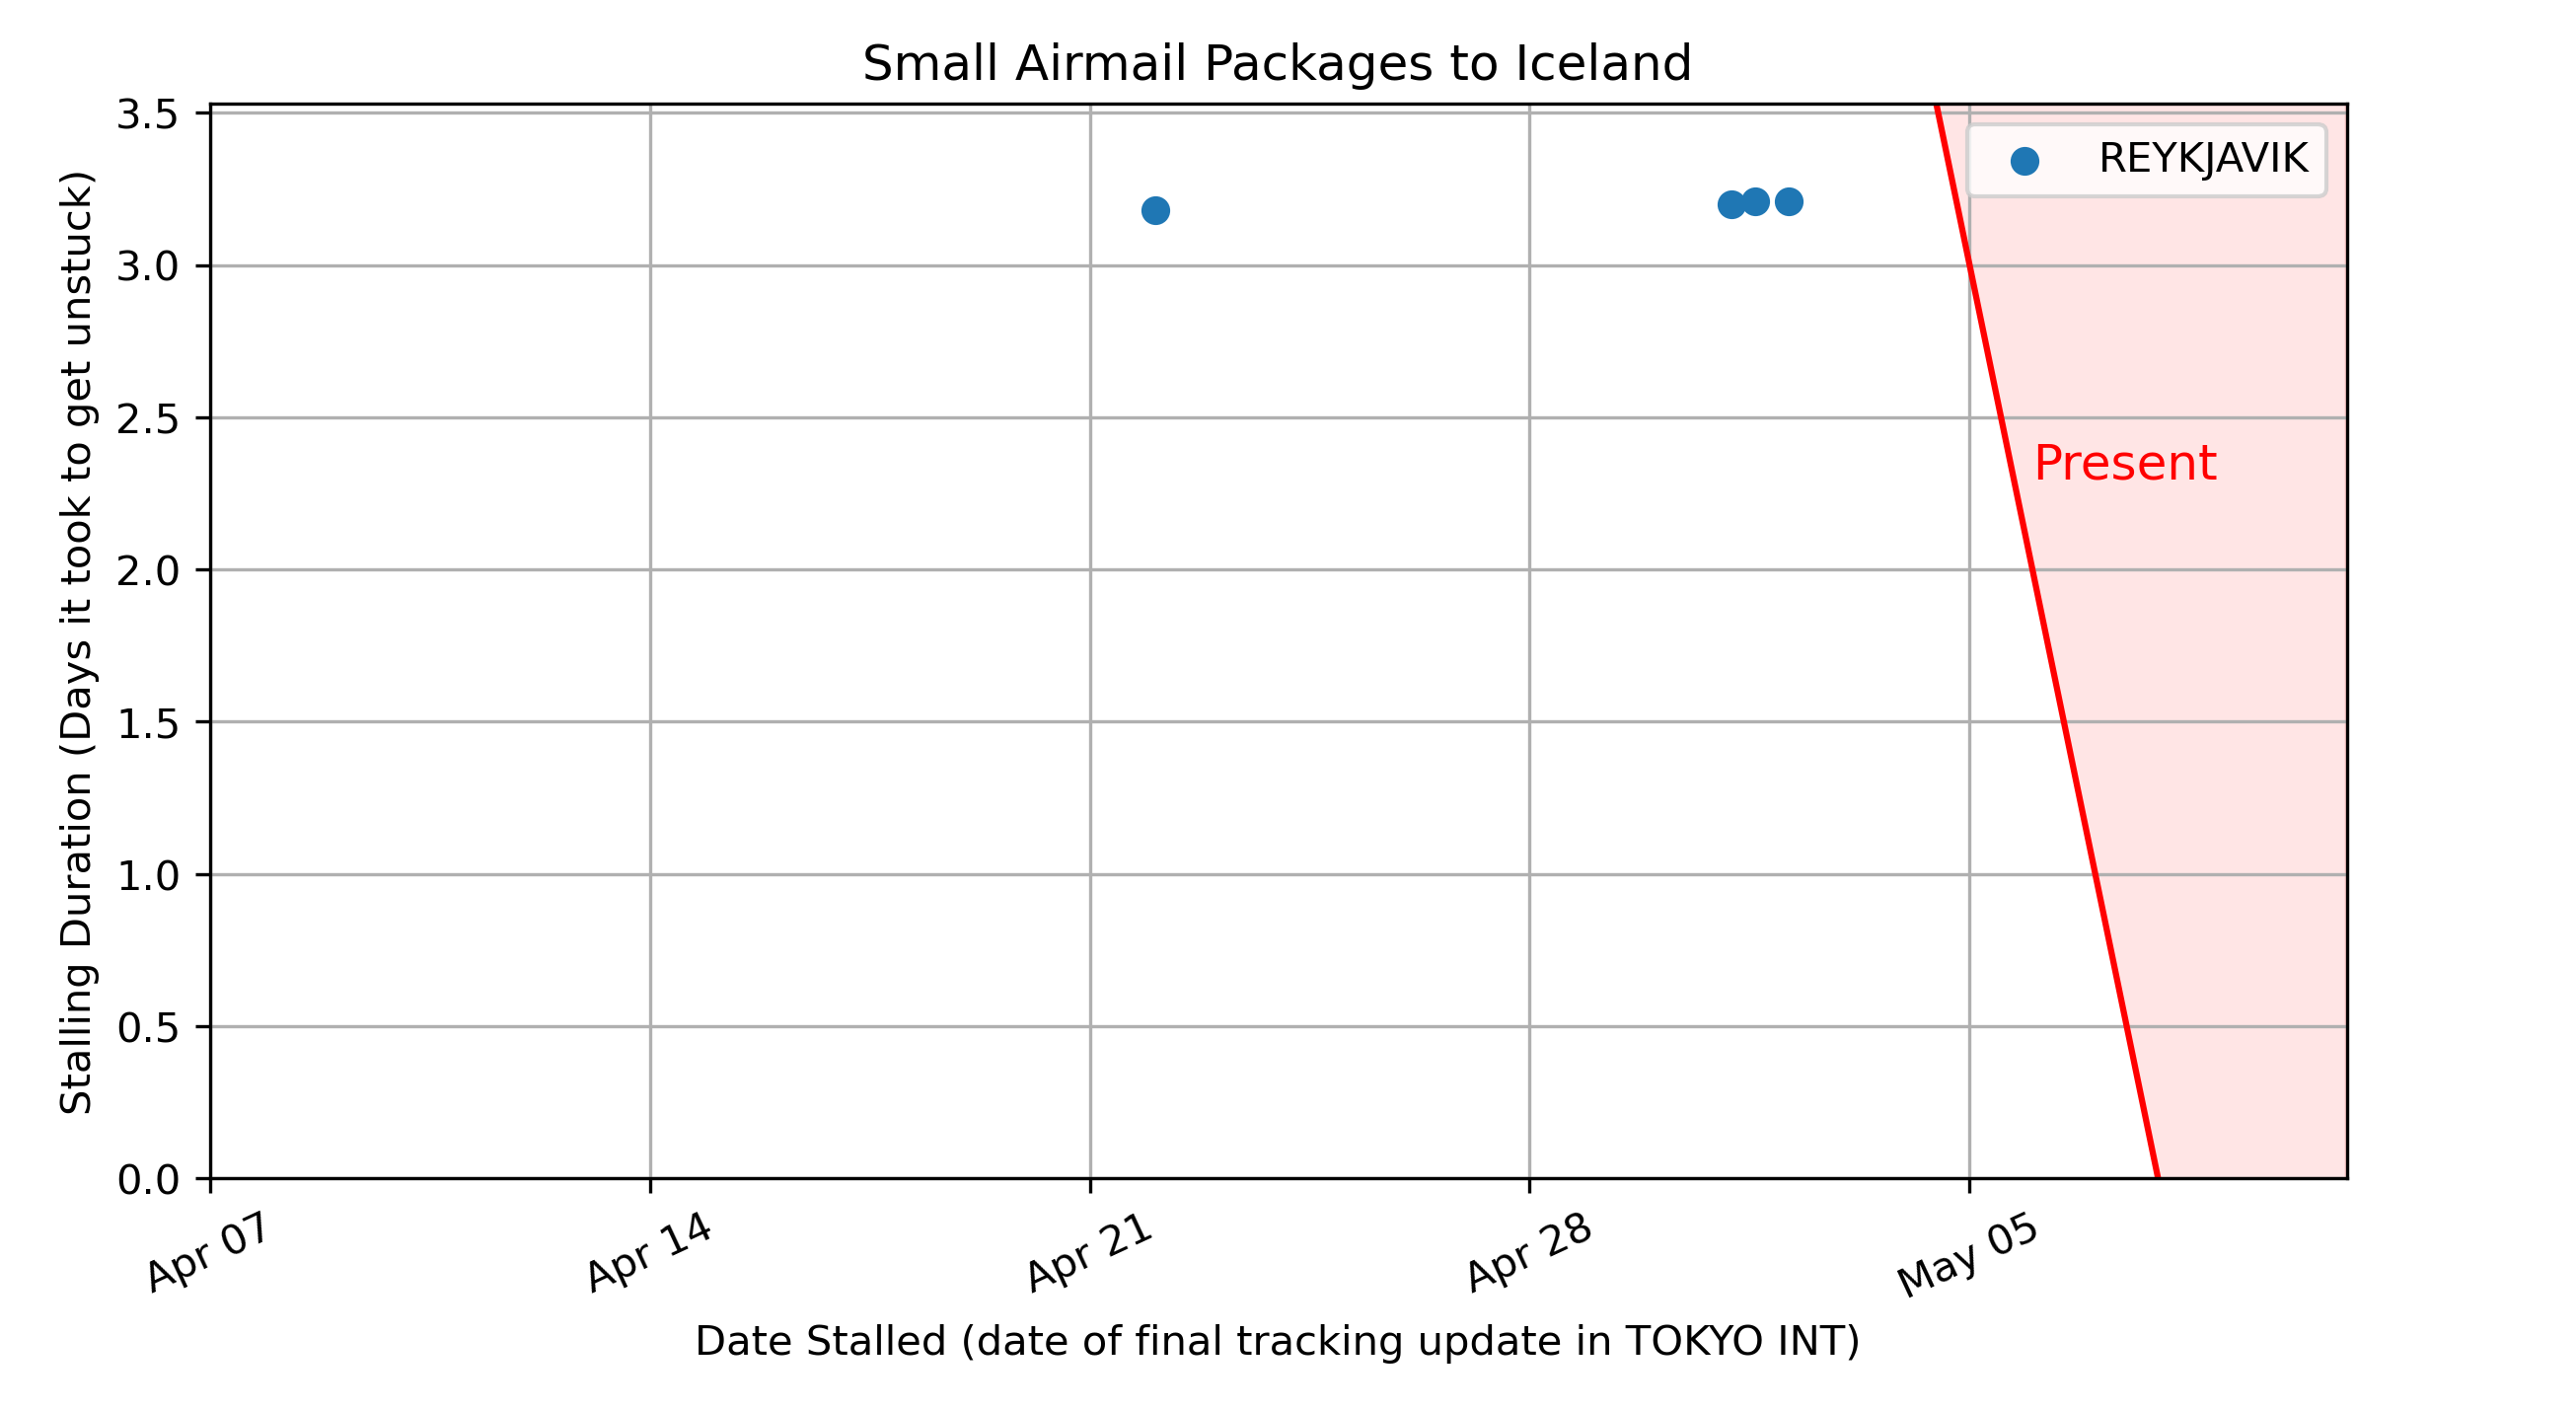 Small Airmail Packages to Iceland
Stalling Duration (Days it took to get unstuck)
3.5
3.0
2.5
2.0
1.5
1.0
0.5
0.0
REYKJAVIK
Present
Apr 07
Apr 14
Apr 21
Apr 28
May 05
Date Stalled (date of final tracking update in TOKYO INT)